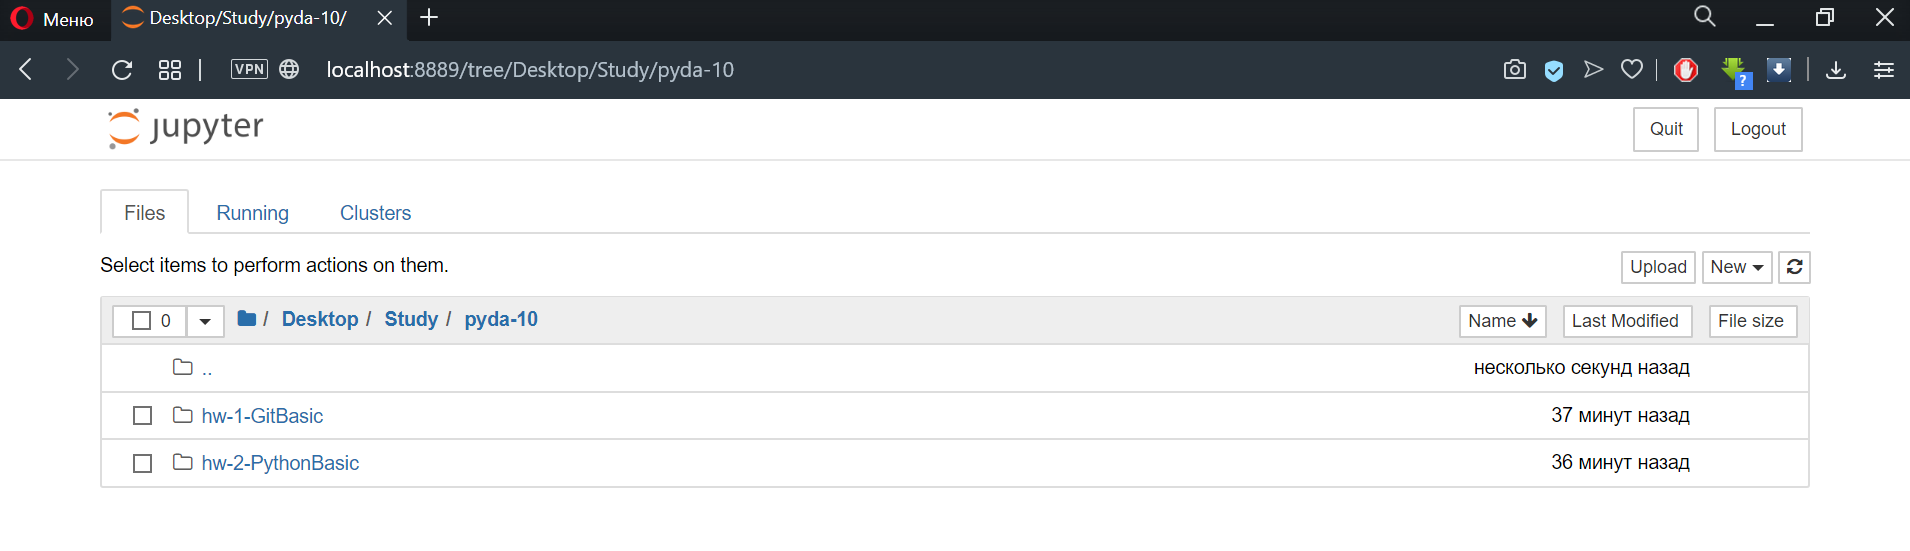 Меню Desktop/Study/pyda-10/
VPN localhost:8889/tree/Desktop/Study/pyda-10 ?
jupyter Quit Logout
Files Running Clusters
Select items to perform actions on them. Upload New
0 / Desktop / Study / pyda-10 Name Last Modified File size
.. несколько секунд назад
hw-1-GitBasic 37 минут назад
hw-2-PythonBasic 36 минут назад